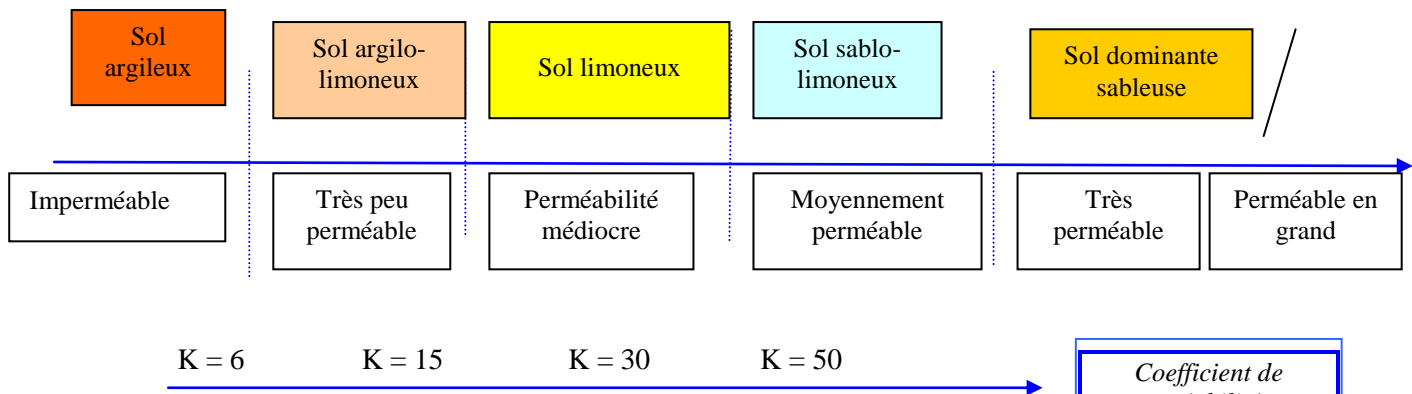 Sol
argileux
Sol argilo-
limoneux
Sol limoneux
Sol sablo-
limoneux
Sol dominante
sableuse
Imperméable
Très peu
perméable
Perméabilité
médiocre
Moyennement
perméable
Très
perméable
Perméable en
grand
K = 6 K = 15 K = 30 K = 50
Coefficient de